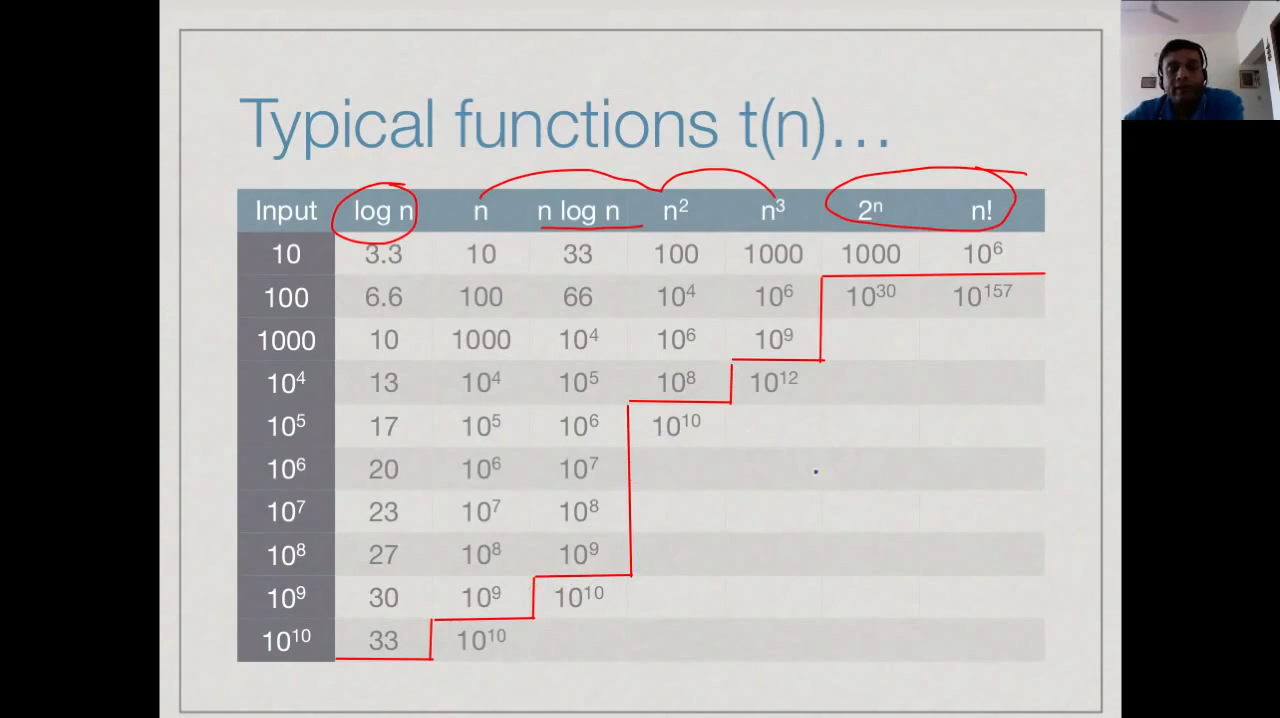 Typical functions t(n)...
Input log n n n log n n² n³ 2ⁿ n!
10 3.3 10 33 100 1000 1000 10⁶
100 6.6 100 66 10⁴ 10⁶ 10³⁰ 10¹⁵⁷
1000 10 1000 10⁴ 10⁶ 10⁹
10⁴ 13 10⁴ 10⁵ 10⁸ 10¹²
10⁵ 17 10⁵ 10⁶ 10¹⁰
10⁶ 20 10⁶ 10⁷
10⁷ 23 10⁷ 10⁸
10⁸ 27 10⁸ 10⁹
10⁹ 30 10⁹ 10¹⁰
10¹⁰ 33 10¹⁰